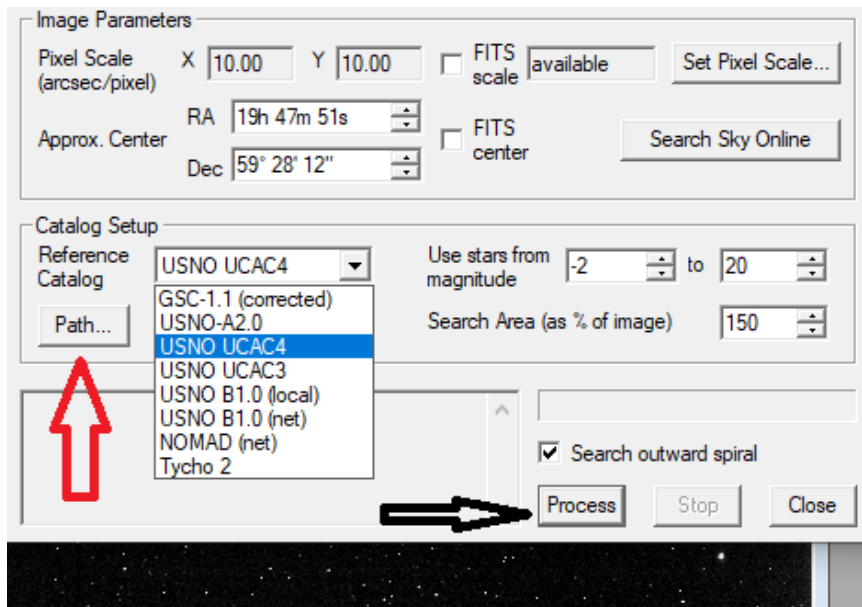 Image Parameters
Pixel Scale (arcsec/pixel) X 10.00 Y 10.00 FITS scale available Set Pixel Scale...
Approx. Center RA 19h 47m 51s FITS center Search Sky Online
Dec 59° 28' 12"
Catalog Setup
Reference Catalog USNO UCAC4 Use stars from magnitude -2 to 20
GSC-1.1 (corrected)
Path... USNO-A2.0 Search Area (as % of image) 150
USNO UCAC4
USNO UCAC3
USNO B1.0 (local)
USNO B1.0 (net)
NOMAD (net)
Tycho 2
Search outward spiral
Process Stop Close